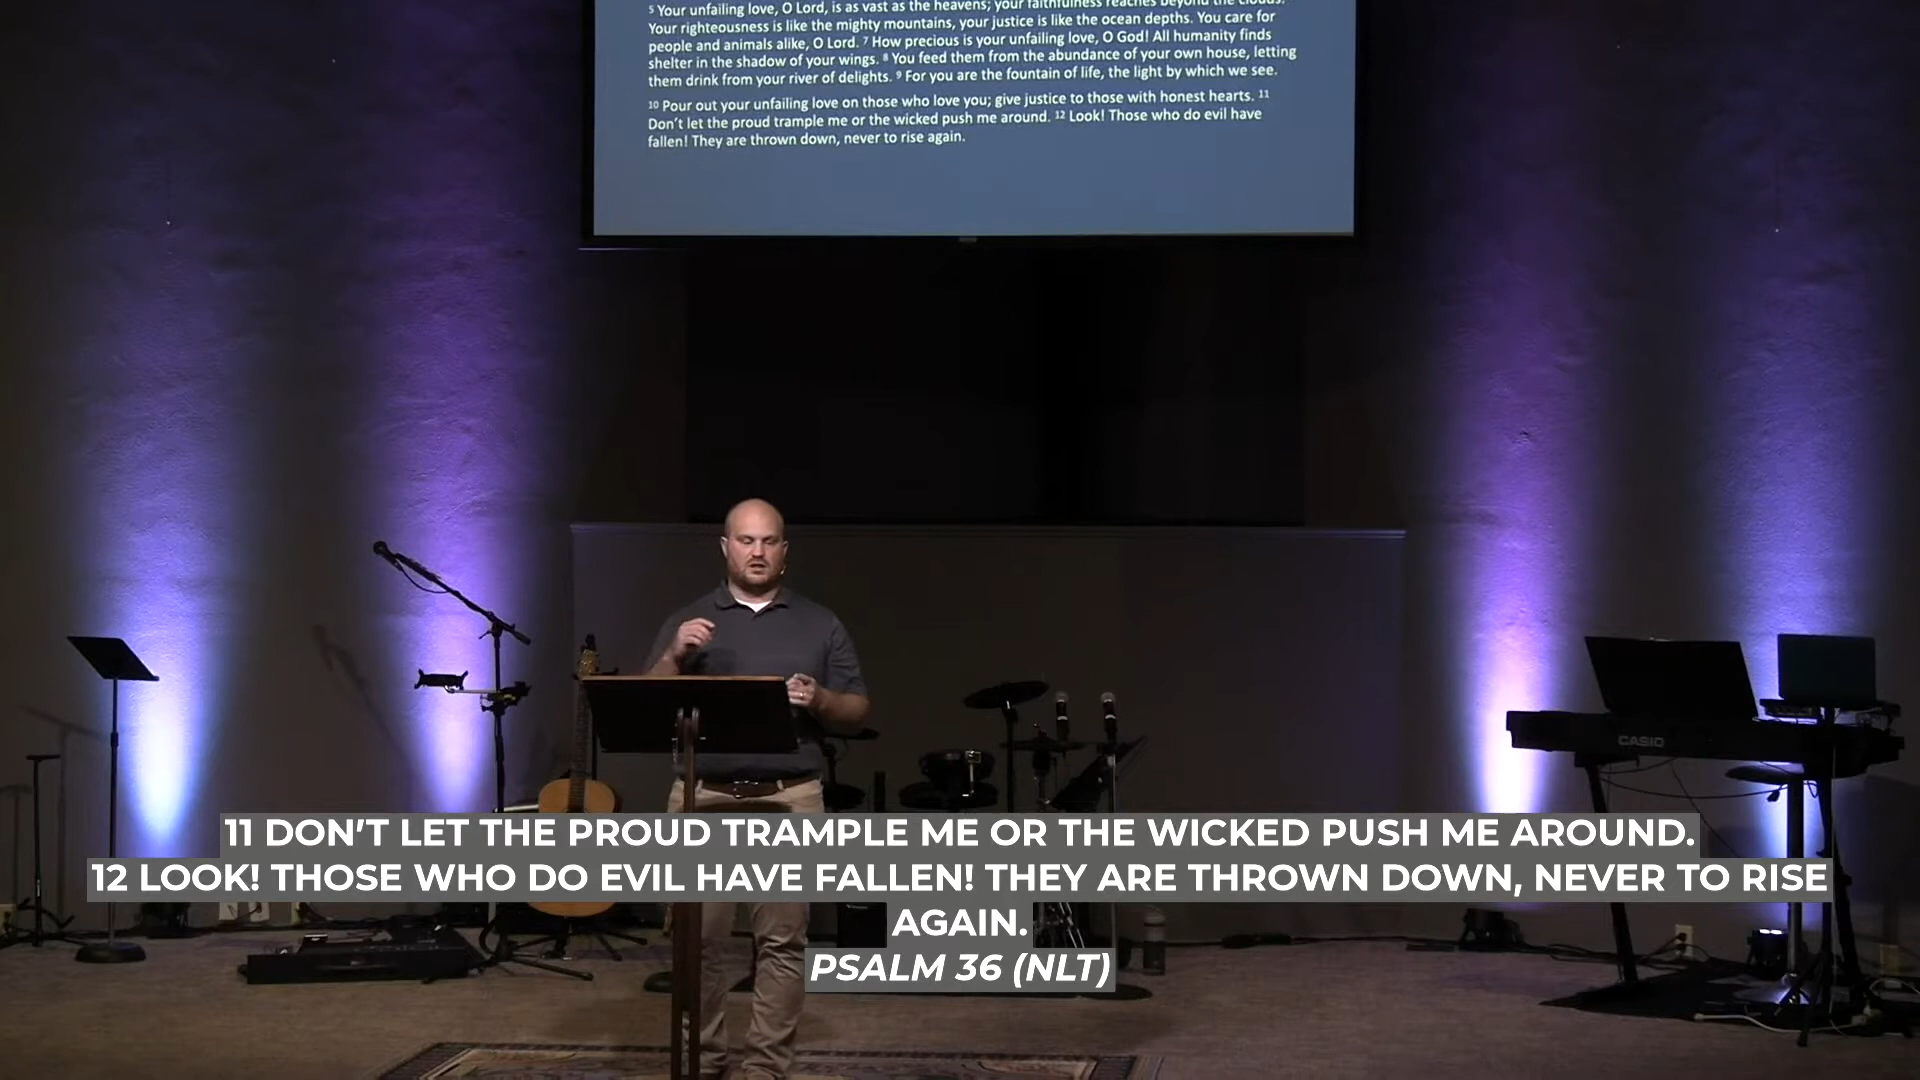 ⁵ Your unfailing love, O Lord, is as vast as the heavens; your faithfulness reaches beyond the clouds.
Your righteousness is like the mighty mountains, your justice is like the ocean depths. You care for
people and animals alike, O Lord. ⁷ How precious is your unfailing love, O God! All humanity finds
shelter in the shadow of your wings. ⁸ You feed them from the abundance of your own house, letting
them drink from your river of delights. ⁹ For you are the fountain of life, the light by which we see.
¹⁰ Pour out your unfailing love on those who love you; give justice to those with honest hearts. ¹¹
Don't let the proud trample me or the wicked push me around. ¹² Look! Those who do evil have
fallen! They are thrown down, never to rise again.
CASIO
11 DON'T LET THE PROUD TRAMPLE ME OR THE WICKED PUSH ME AROUND.
12 LOOK! THOSE WHO DO EVIL HAVE FALLEN! THEY ARE THROWN DOWN, NEVER TO RISE
AGAIN.
PSALM 36 (NLT)